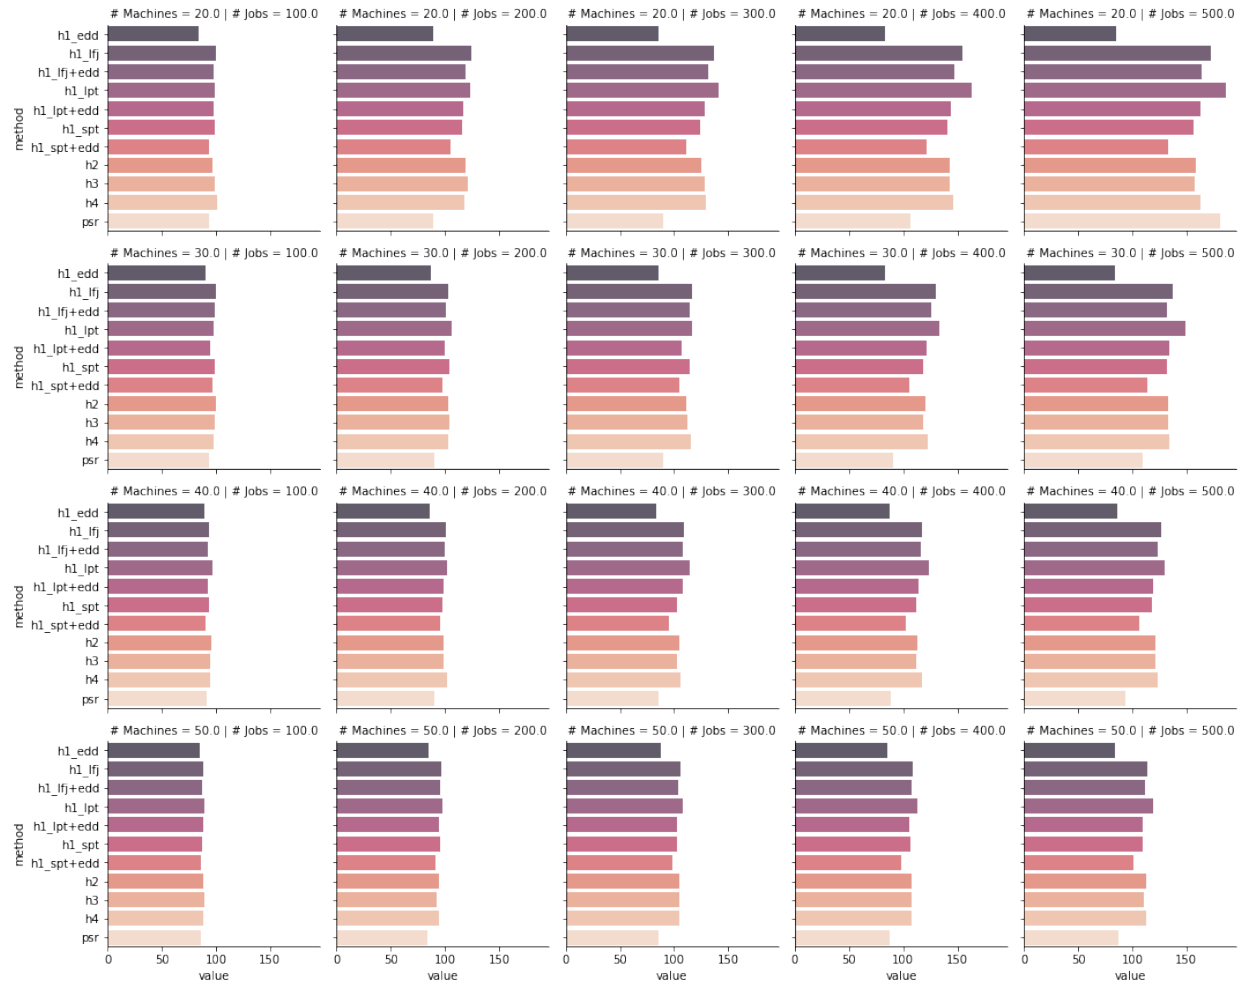 # Machines = 20.0 | # Jobs = 100.0
# Machines = 20.0 | # Jobs = 200.0
# Machines = 20.0 | # Jobs = 300.0
# Machines = 20.0 | # Jobs = 400.0
# Machines = 20.0 | # Jobs = 500.0
method
h1_edd
h1_lfj
h1_lfj+edd
h1_lpt
h1_lpt+edd
h1_spt
h1_spt+edd
h2
h3
h4
psr
# Machines = 30.0 | # Jobs = 100.0
# Machines = 30.0 | # Jobs = 200.0
# Machines = 30.0 | # Jobs = 300.0
# Machines = 30.0 | # Jobs = 400.0
# Machines = 30.0 | # Jobs = 500.0
method
h1_edd
h1_lfj
h1_lfj+edd
h1_lpt
h1_lpt+edd
h1_spt
h1_spt+edd
h2
h3
h4
psr
# Machines = 40.0 | # Jobs = 100.0
# Machines = 40.0 | # Jobs = 200.0
# Machines = 40.0 | # Jobs = 300.0
# Machines = 40.0 | # Jobs = 400.0
# Machines = 40.0 | # Jobs = 500.0
method
h1_edd
h1_lfj
h1_lfj+edd
h1_lpt
h1_lpt+edd
h1_spt
h1_spt+edd
h2
h3
h4
psr
# Machines = 50.0 | # Jobs = 100.0
# Machines = 50.0 | # Jobs = 200.0
# Machines = 50.0 | # Jobs = 300.0
# Machines = 50.0 | # Jobs = 400.0
# Machines = 50.0 | # Jobs = 500.0
method
h1_edd
h1_lfj
h1_lfj+edd
h1_lpt
h1_lpt+edd
h1_spt
h1_spt+edd
h2
h3
h4
psr
0 50 100 150
0 50 100 150
0 50 100 150
0 50 100 150
0 50 100 150
value
value
value
value
value